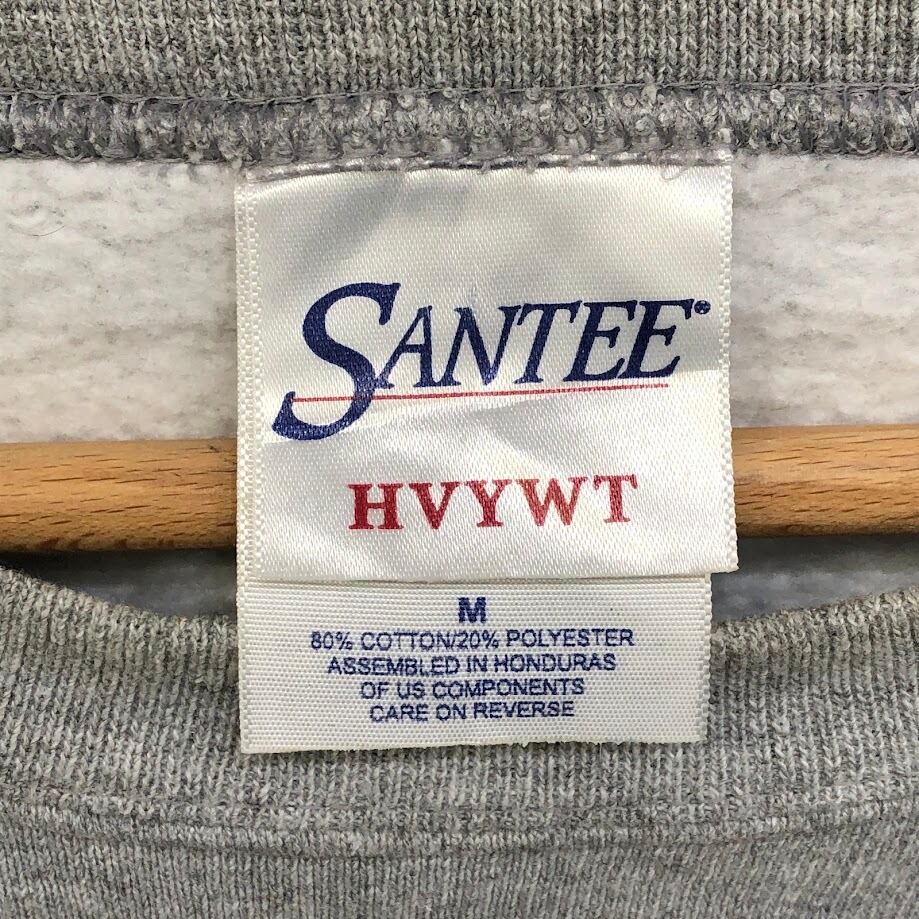 SANTEE®
HVYWT
M
80% COTTON/20% POLYESTER
ASSEMBLED IN HONDURAS
OF US COMPONENTS
CARE ON REVERSE